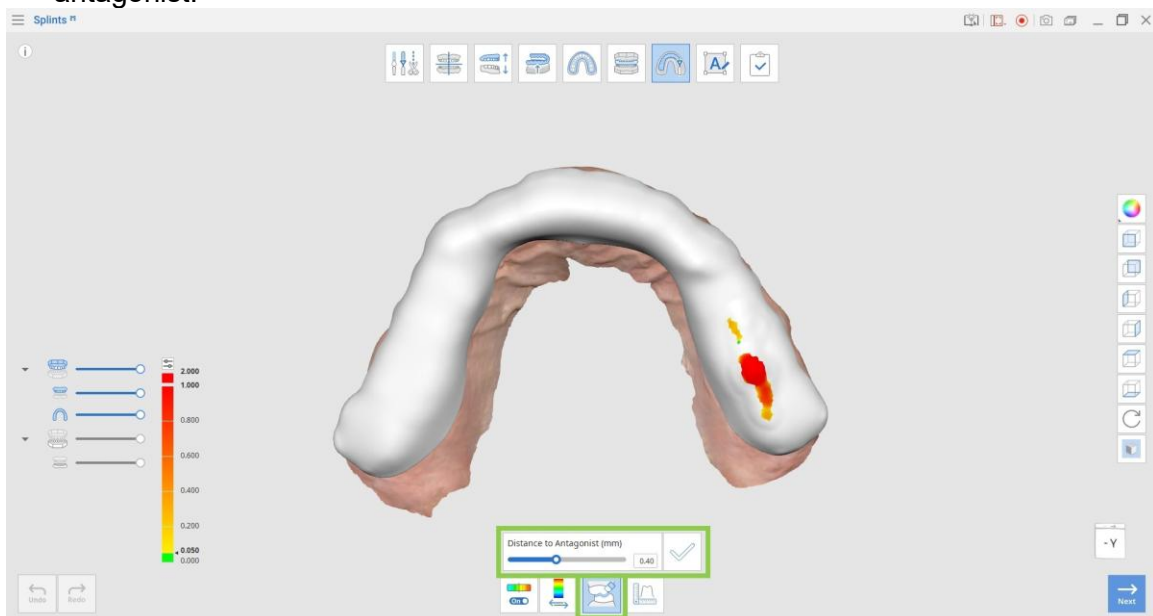 antagonist.
Splints
i
A
2.000
1.000
0.800
0.600
0.400
0.200
0.050
0.000
Distance to Antagonist (mm)
0.40
On
- Y
Undo Redo
Next